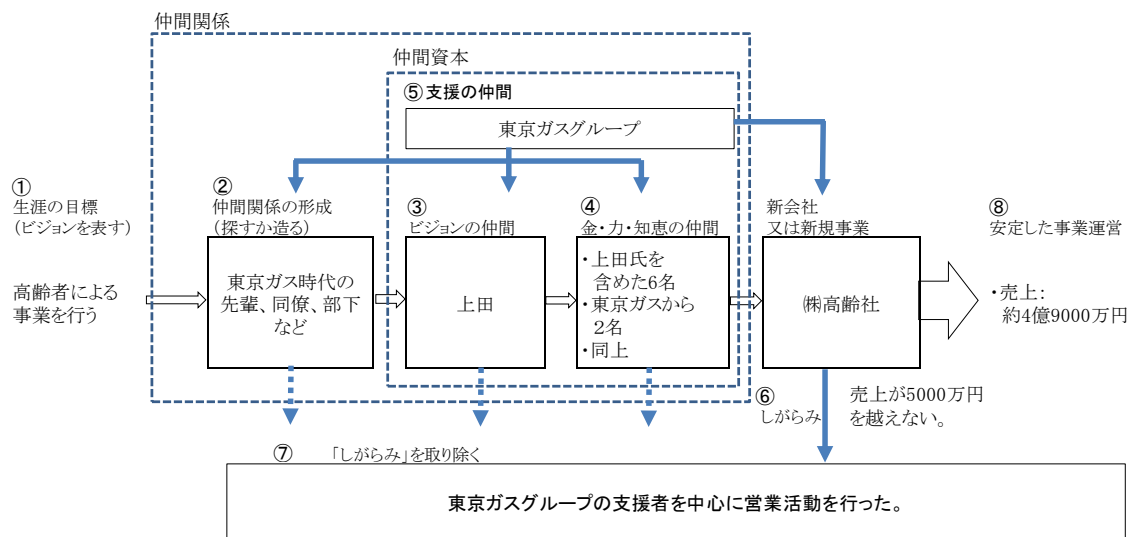 仲間関係
仲間資本
⑤支援の仲間
東京ガスグループ
①
生涯の目標
（ビジョンを表す）
高齢者による
事業を行う
②
仲間関係の形成
（探すか造る）
東京ガス時代の
先輩、同僚、部下
など
③
ビジョンの仲間
上田
④
金・力・知恵の仲間
・上田氏を
含めた6名
・東京ガスから
2名
・同上
新会社
又は新規事業
㈱高齢社
⑧
安定した事業運営
・売上：
約4億9000万円
⑥
しがらみ
売上が5000万円
を越えない。
⑦ 「しがらみ」を取り除く
東京ガスグループの支援者を中心に営業活動を行った。